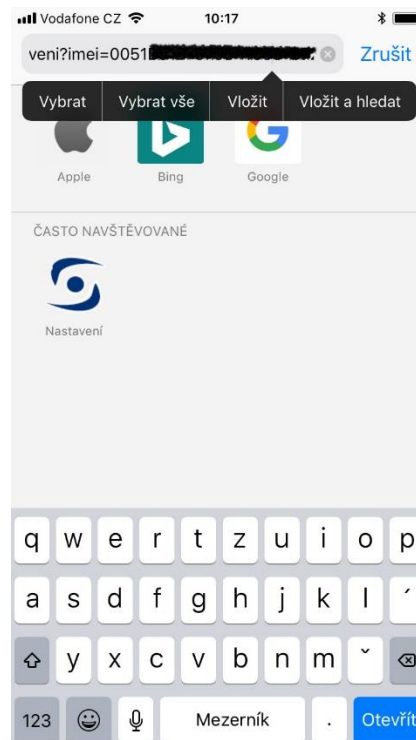 Vodafone CZ 10:17
veni?imei=0051 Zrušit
Vybrat Vybrat vše Vložit Vložit a hledat
Apple Bing Google
ČASTO NAVŠTĚVOVANÉ
Nastavení
q w e r t z u i o p
a s d f g h j k l ´
y x c v b n m ˇ
123 Mezerník . Otevřít